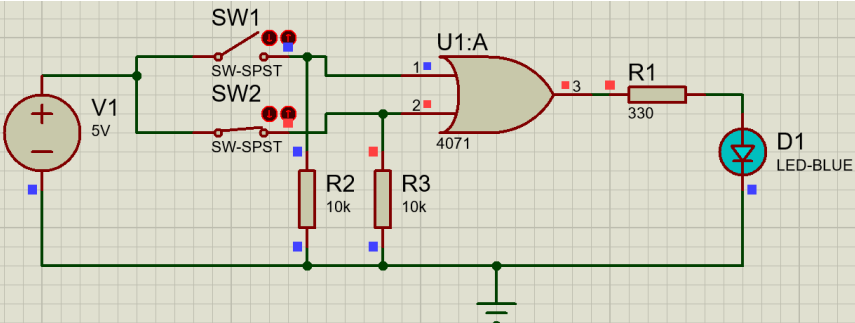 SW1
SW-SPST
SW2
SW-SPST
V1
5V
U1:A
1
2
3
4071
R1
330
R2
10k
R3
10k
D1
LED-BLUE